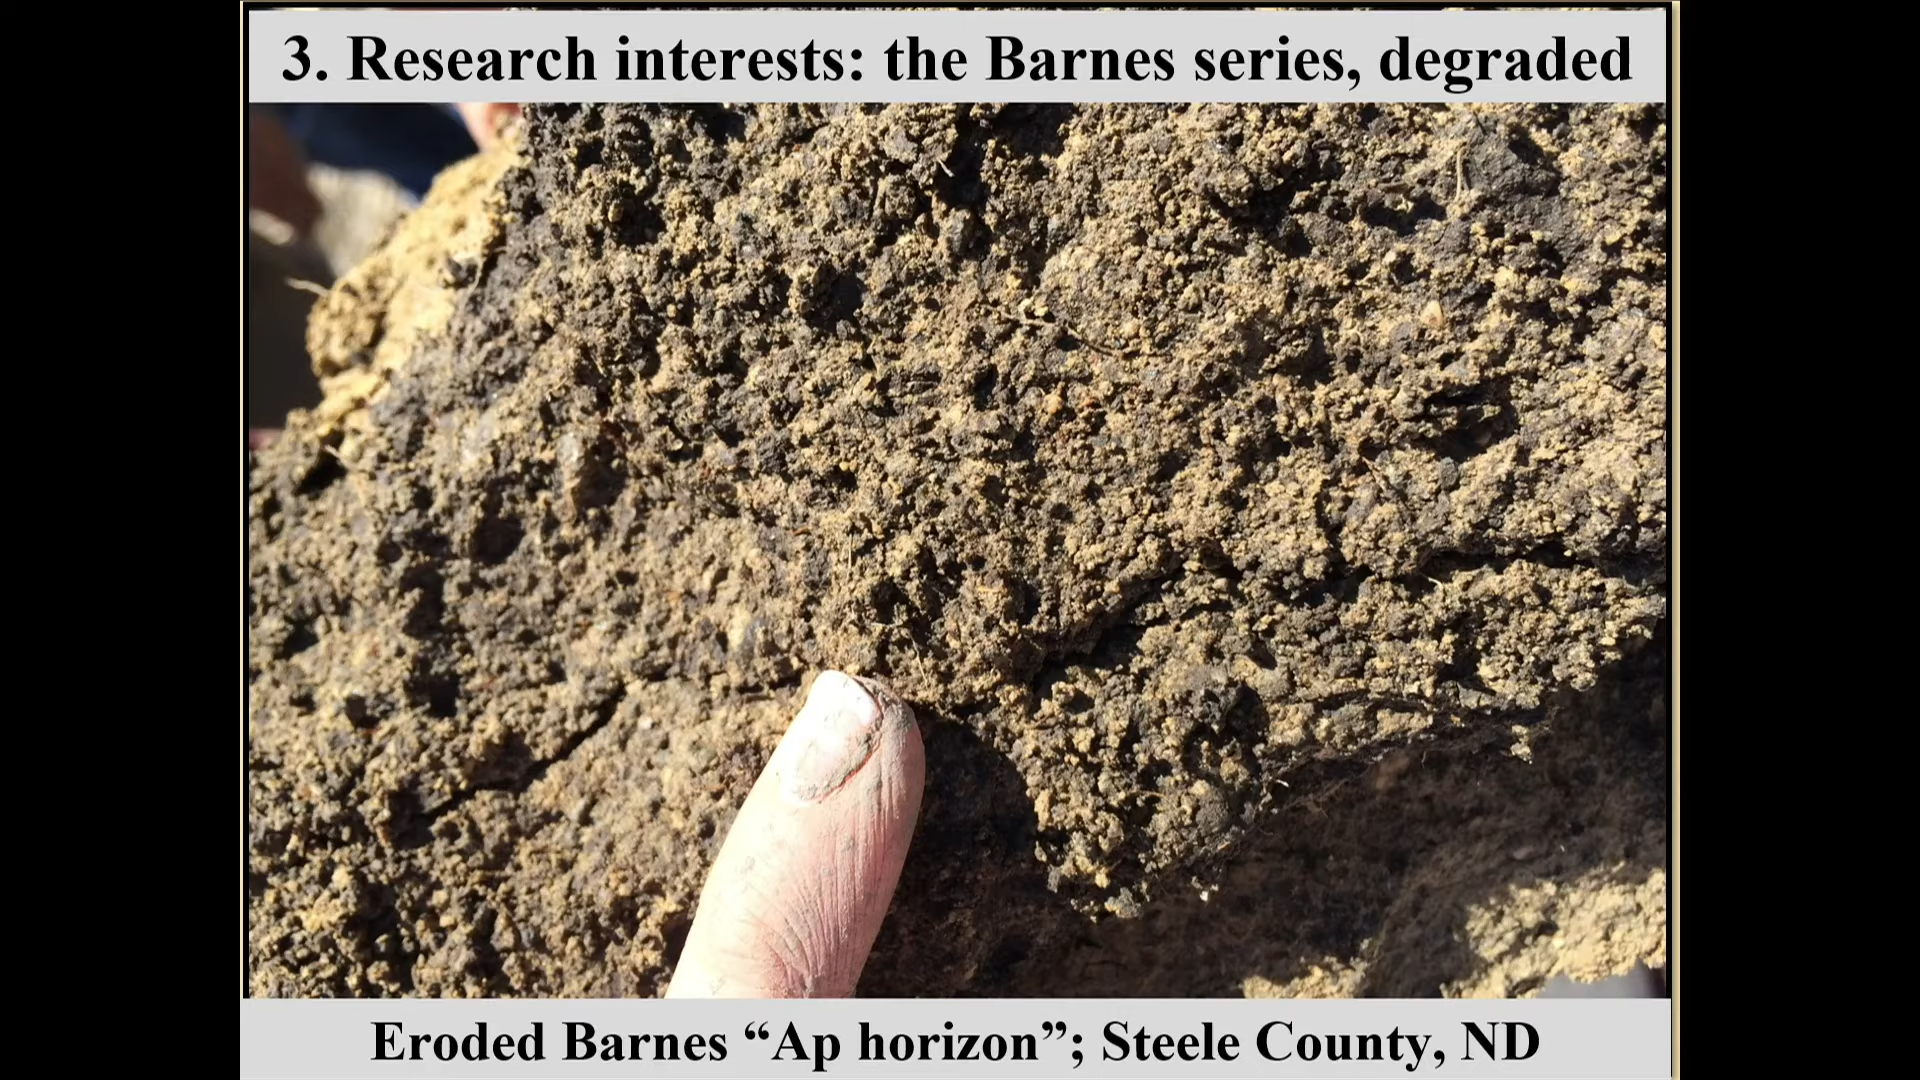 3. Research interests: the Barnes series, degraded
Eroded Barnes “Ap horizon”; Steele County, ND